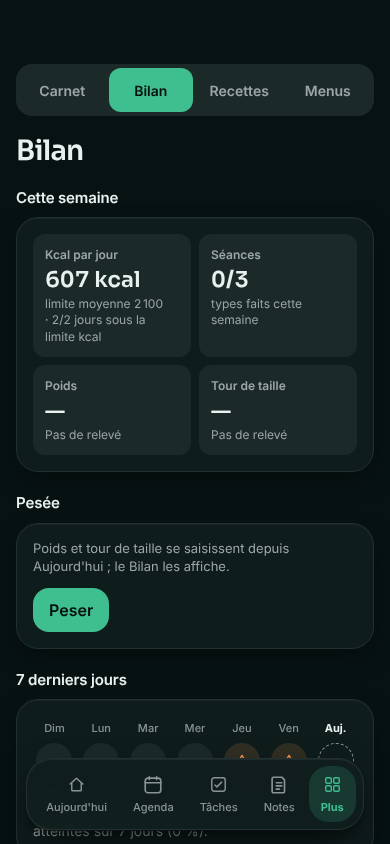 Carnet Bilan Recettes Menus
Bilan
Cette semaine
Kcal par jour
607 kcal
limite moyenne 2 100
· 2/2 jours sous la
limite kcal
Séances
0/3
types faits cette
semaine
Poids
—
Pas de relevé
Tour de taille
—
Pas de relevé
Pesée
Poids et tour de taille se saisissent depuis
Aujourd'hui ; le Bilan les affiche.
Peser
7 derniers jours
Dim Lun Mar Mer Jeu Ven Auj.
Aujourd'hui Agenda Tâches Notes Plus
atteintes sur 7 jours (0 %).